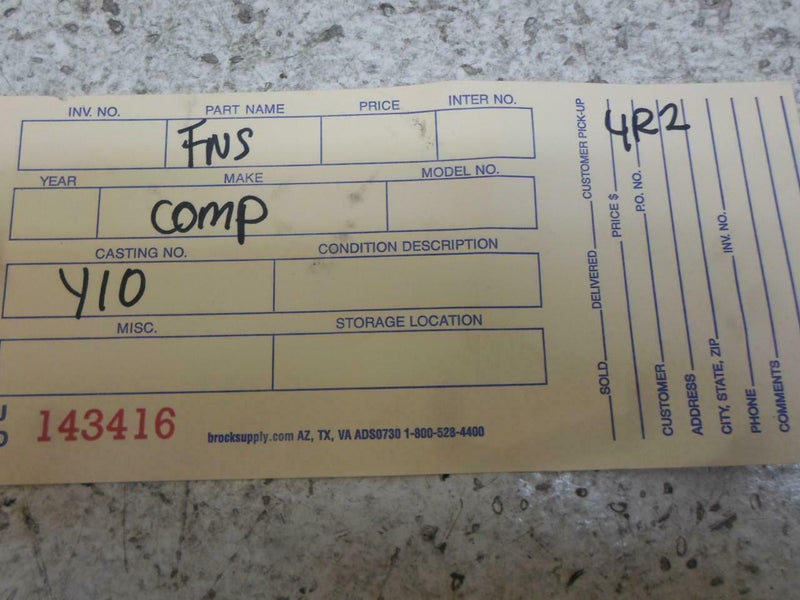 INV. NO. PART NAME PRICE INTER NO.
FNS
YEAR MAKE MODEL NO.
COMP
CASTING NO. CONDITION DESCRIPTION
Y10
MISC. STORAGE LOCATION
143416
brocksupply.com AZ, TX, VA ADS0730 1-800-528-4400
SOLD DELIVERED CUSTOMER PICK-UP
PRICE $
P.O. NO.
4R2
CUSTOMER
ADDRESS
CITY, STATE, ZIP INV. NO.
PHONE
COMMENTS